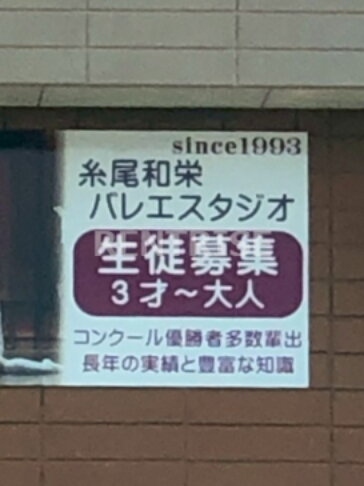 since1993
糸尾和栄
バレエスタジオ
生徒募集
3才～大人
コンクール優勝者多数輩出
長年の実績と豊富な知識